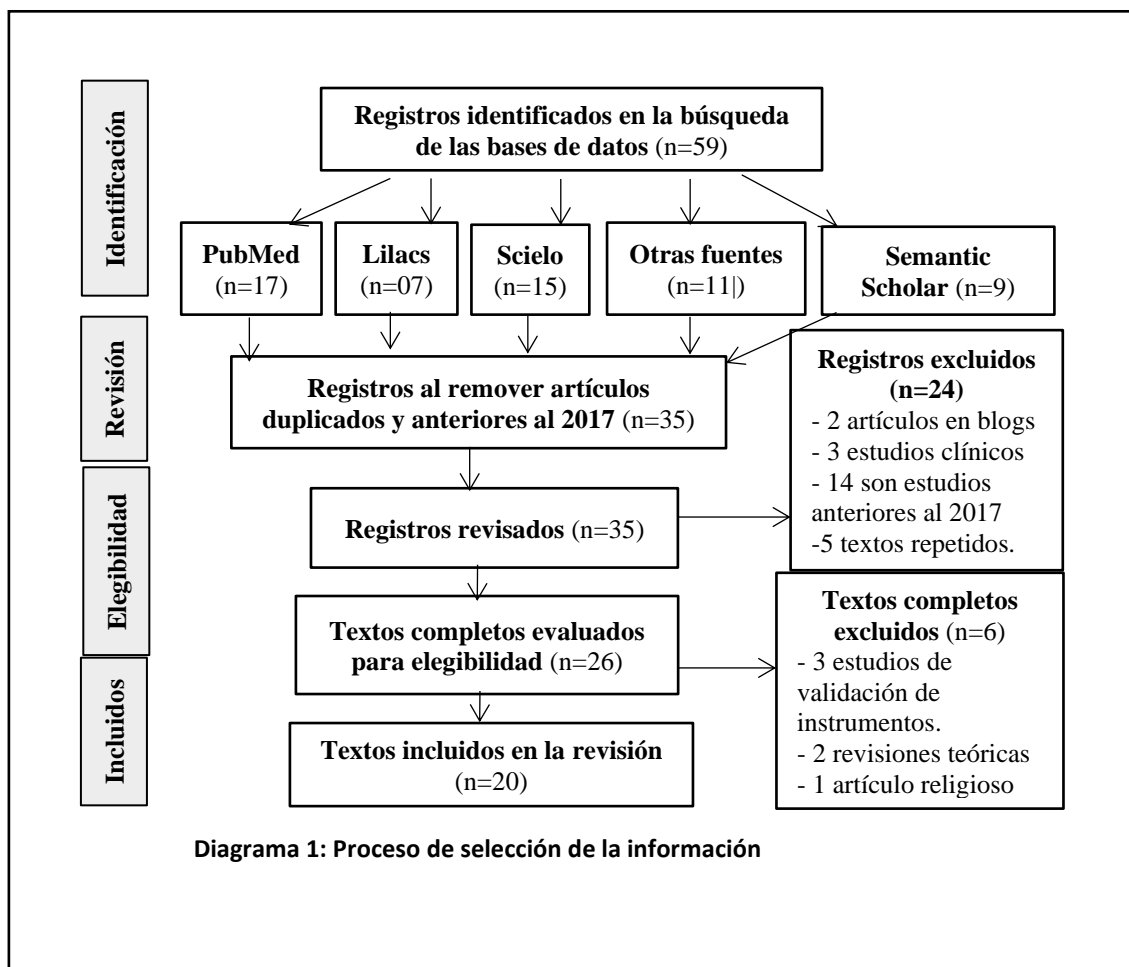 Identificación
Registros identificados en la búsqueda
de las bases de datos (n=59)
PubMed
(n=17)
Lilacs
(n=07)
Scielo
(n=15)
Otras fuentes
(n=11|)
Semantic
Scholar (n=9)
Revisión
Registros al remover artículos
duplicados y anteriores al 2017 (n=35)
Registros excluidos
(n=24)
- 2 artículos en blogs
- 3 estudios clínicos
- 14 son estudios
anteriores al 2017
-5 textos repetidos.
Elegibilidad
Registros revisados (n=35)
Textos completos evaluados
para elegibilidad (n=26)
Textos completos
excluidos (n=6)
- 3 estudios de
validación de
instrumentos.
- 2 revisiones teóricas
- 1 artículo religioso
Incluidos
Textos incluidos en la revisión
(n=20)
Diagrama 1: Proceso de selección de la información